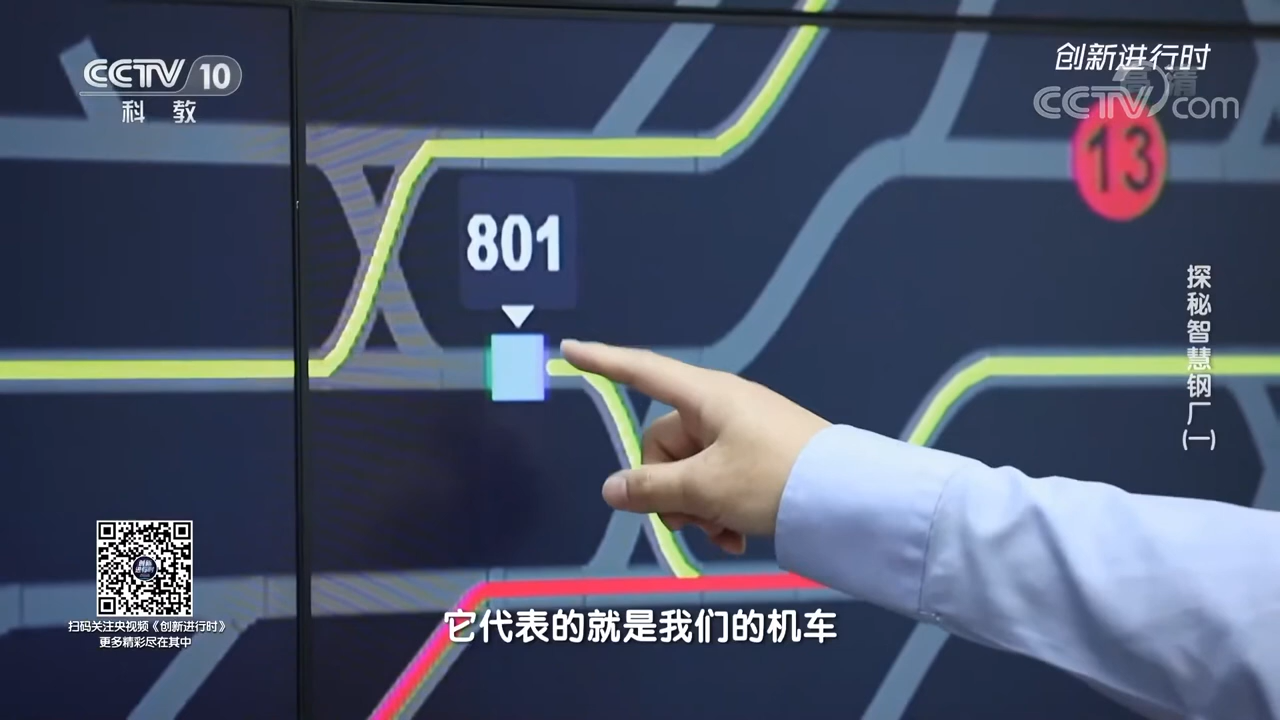 CCTV 10
科教
创新进行时
高清
CCTV com
13
801
探秘智慧钢厂(一)
扫码关注央视频《创新进行时》
更多精彩尽在其中
它代表的就是我们的机车